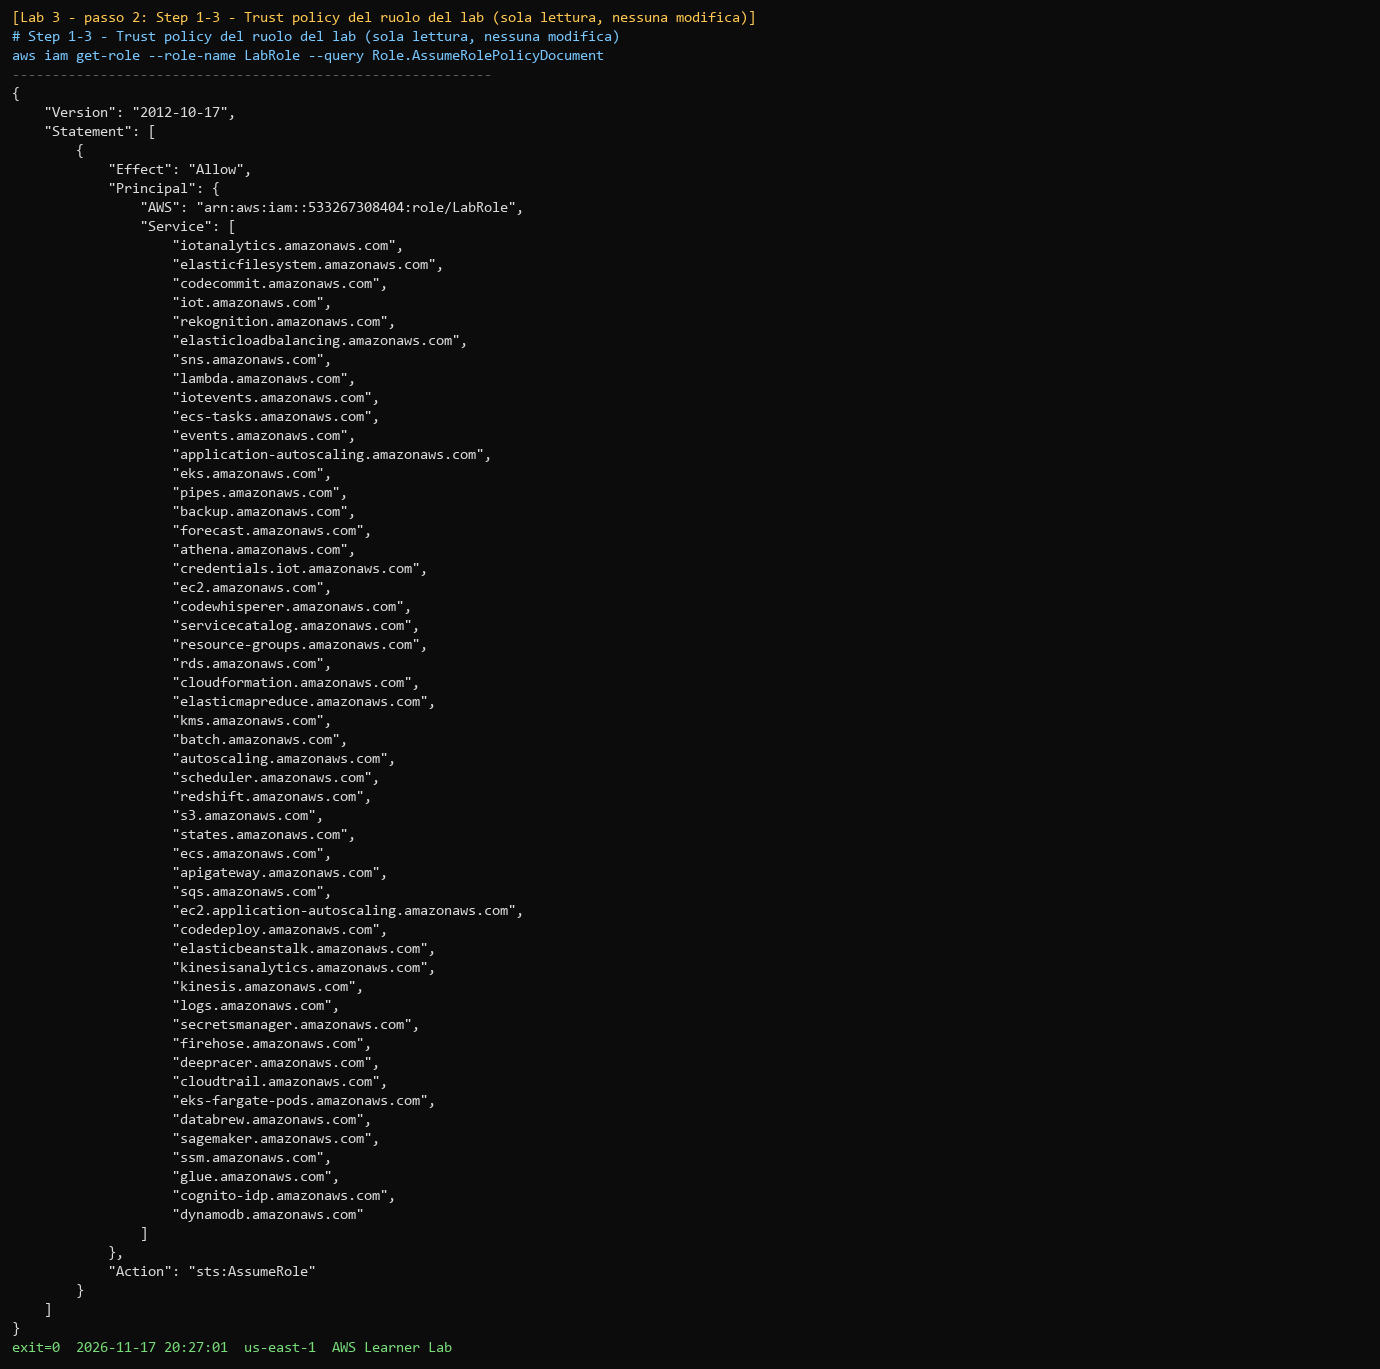 [Lab 3 - passo 2: Step 1-3 - Trust policy del ruolo del lab (sola lettura, nessuna modifica)]
# Step 1-3 - Trust policy del ruolo del lab (sola lettura, nessuna modifica)
aws iam get-role --role-name LabRole --query Role.AssumeRolePolicyDocument
------------------------------------------------------------
{
    "Version": "2012-10-17",
    "Statement": [
        {
            "Effect": "Allow",
            "Principal": {
                "AWS": "arn:aws:iam::533267308404:role/LabRole",
                "Service": [
                    "iotanalytics.amazonaws.com",
                    "elasticfilesystem.amazonaws.com",
                    "codecommit.amazonaws.com",
                    "iot.amazonaws.com",
                    "rekognition.amazonaws.com",
                    "elasticloadbalancing.amazonaws.com",
                    "sns.amazonaws.com",
                    "lambda.amazonaws.com",
                    "iotevents.amazonaws.com",
                    "ecs-tasks.amazonaws.com",
                    "events.amazonaws.com",
                    "application-autoscaling.amazonaws.com",
                    "eks.amazonaws.com",
                    "pipes.amazonaws.com",
                    "backup.amazonaws.com",
                    "forecast.amazonaws.com",
                    "athena.amazonaws.com",
                    "credentials.iot.amazonaws.com",
                    "ec2.amazonaws.com",
                    "codewhisperer.amazonaws.com",
                    "servicecatalog.amazonaws.com",
                    "resource-groups.amazonaws.com",
                    "rds.amazonaws.com",
                    "cloudformation.amazonaws.com",
                    "elasticmapreduce.amazonaws.com",
                    "kms.amazonaws.com",
                    "batch.amazonaws.com",
                    "autoscaling.amazonaws.com",
                    "scheduler.amazonaws.com",
                    "redshift.amazonaws.com",
                    "s3.amazonaws.com",
                    "states.amazonaws.com",
                    "ecs.amazonaws.com",
                    "apigateway.amazonaws.com",
                    "sqs.amazonaws.com",
                    "ec2.application-autoscaling.amazonaws.com",
                    "codedeploy.amazonaws.com",
                    "elasticbeanstalk.amazonaws.com",
                    "kinesisanalytics.amazonaws.com",
                    "kinesis.amazonaws.com",
                    "logs.amazonaws.com",
                    "secretsmanager.amazonaws.com",
                    "firehose.amazonaws.com",
                    "deepracer.amazonaws.com",
                    "cloudtrail.amazonaws.com",
                    "eks-fargate-pods.amazonaws.com",
                    "databrew.amazonaws.com",
                    "sagemaker.amazonaws.com",
                    "ssm.amazonaws.com",
                    "glue.amazonaws.com",
                    "cognito-idp.amazonaws.com",
                    "dynamodb.amazonaws.com"
                ]
            },
            "Action": "sts:AssumeRole"
        }
    ]
}
exit=0  2026-11-17 20:27:01  us-east-1  AWS Learner Lab